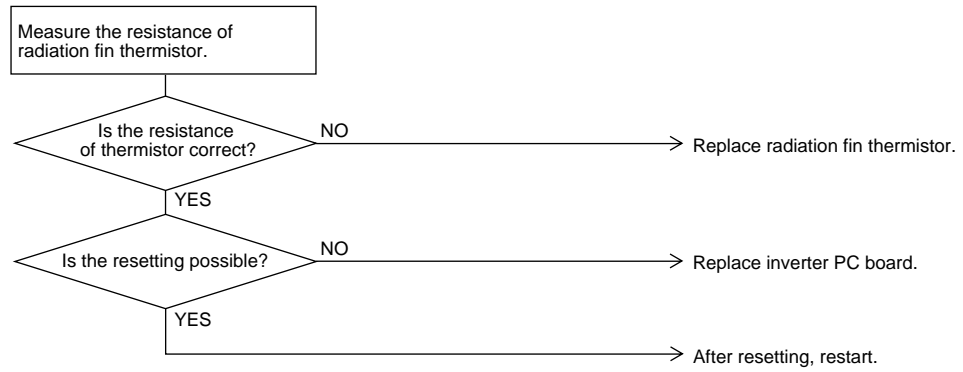 Measure the resistance of
radiation fin thermistor.
Is the resistance
of thermistor correct?
NO
Replace radiation fin thermistor.
YES
Is the resetting possible?
NO
Replace inverter PC board.
YES
After resetting, restart.